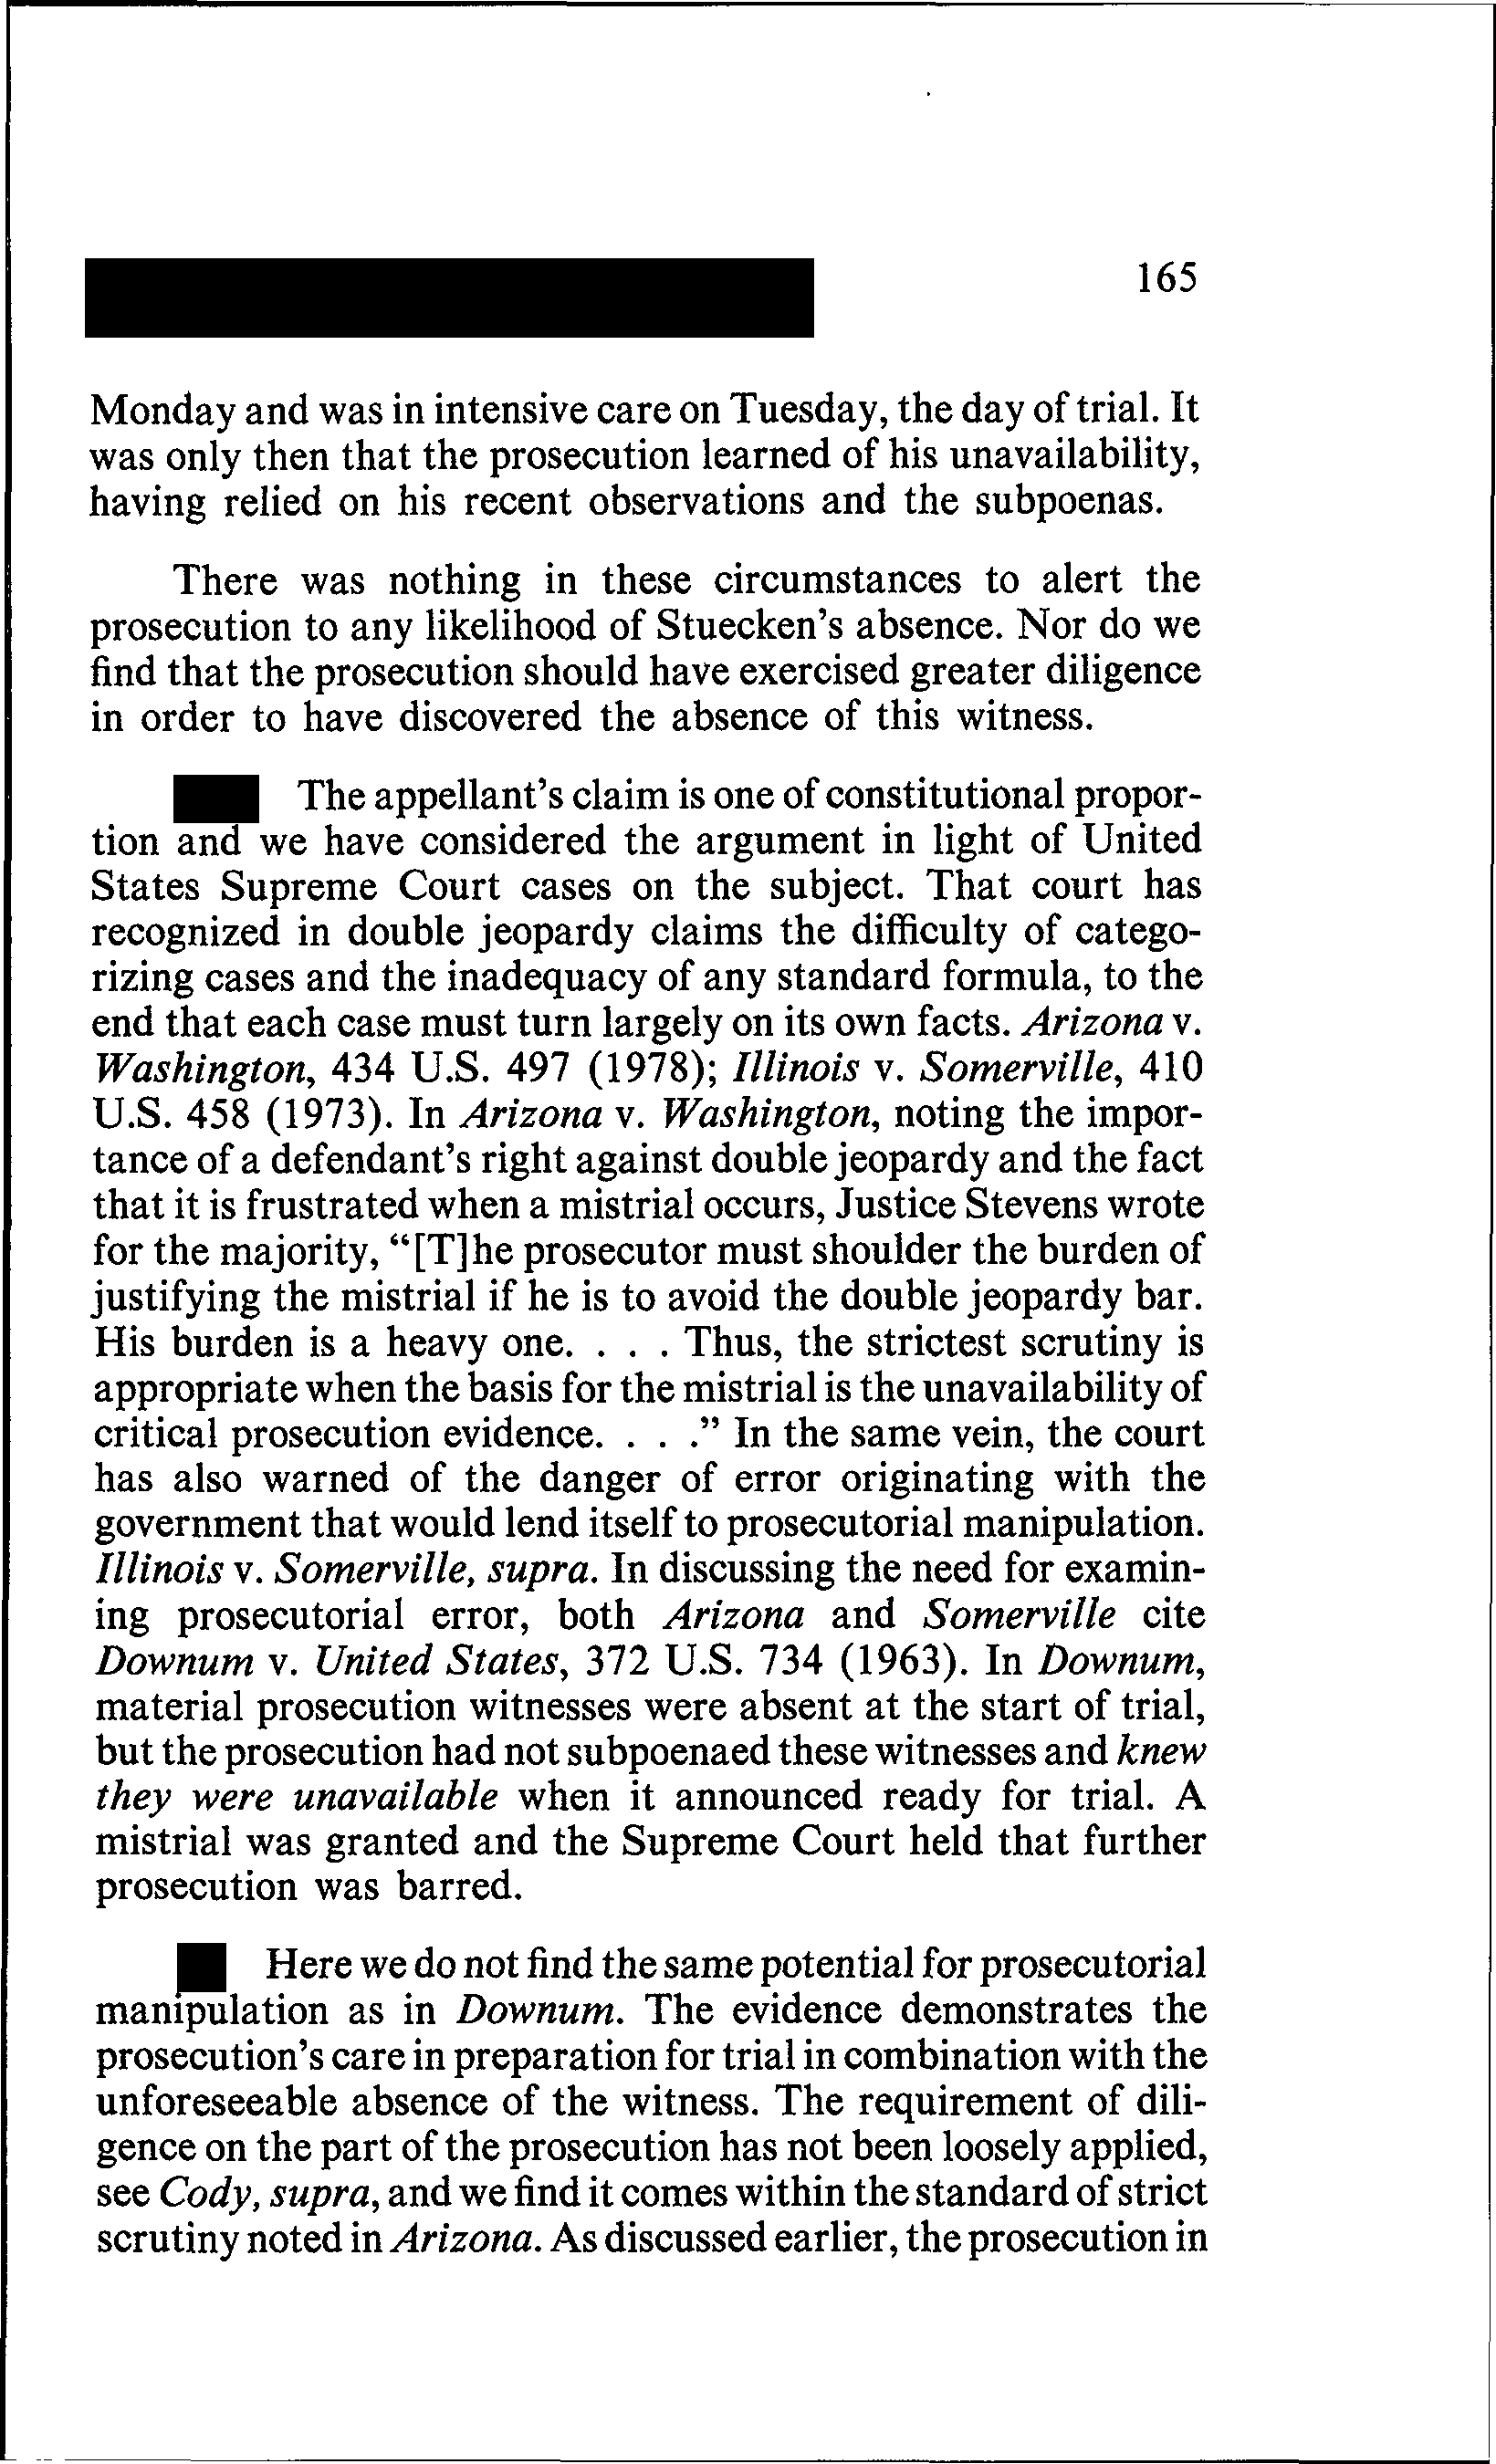 165
Monday and was in intensive care on Tuesday, the day of trial. It
was only then that the prosecution learned of his unavailability,
having relied on his recent observations and the subpoenas.
There was nothing in these circumstances to alert the
prosecution to any likelihood of Stuecken's absence. Nor do we
find that the prosecution should have exercised greater diligence
in order to have discovered the absence of this witness.
The appellant's claim is one of constitutional propor-
tion and we have considered the argument in light of United
States Supreme Court cases on the subject. That court has
recognized in double jeopardy claims the difficulty of catego-
rizing cases and the inadequacy of any standard formula, to the
end that each case must turn largely on its own facts. Arizona v.
Washington, 434 U.S. 497 (1978); Illinois v. Somerville, 410
U.S. 458 (1973). In Arizona v. Washington, noting the impor-
tance of a defendant's right against double jeopardy and the fact
that it is frustrated when a mistrial occurs, Justice Stevens wrote
for the majority, "[T]he prosecutor must shoulder the burden of
justifying the mistrial if he is to avoid the double jeopardy bar.
His burden is a heavy one. . . . Thus, the strictest scrutiny is
appropriate when the basis for the mistrial is the unavailability of
critical prosecution evidence. . . ." In the same vein, the court
has also warned of the danger of error originating with the
government that would lend itself to prosecutorial manipulation.
Illinois v. Somerville, supra. In discussing the need for examin-
ing prosecutorial error, both Arizona and Somerville cite
Downum v. United States, 372 U.S. 734 (1963). In Downum,
material prosecution witnesses were absent at the start of trial,
but the prosecution had not subpoenaed these witnesses and knew
they were unavailable when it announced ready for trial. A
mistrial was granted and the Supreme Court held that further
prosecution was barred.
Here we do not find the same potential for prosecutorial
manipulation as in Downum. The evidence demonstrates the
prosecution's care in preparation for trial in combination with the
unforeseeable absence of the witness. The requirement of dili-
gence on the part of the prosecution has not been loosely applied,
see Cody, supra, and we find it comes within the standard of strict
scrutiny noted in Arizona. As discussed earlier, the prosecution in